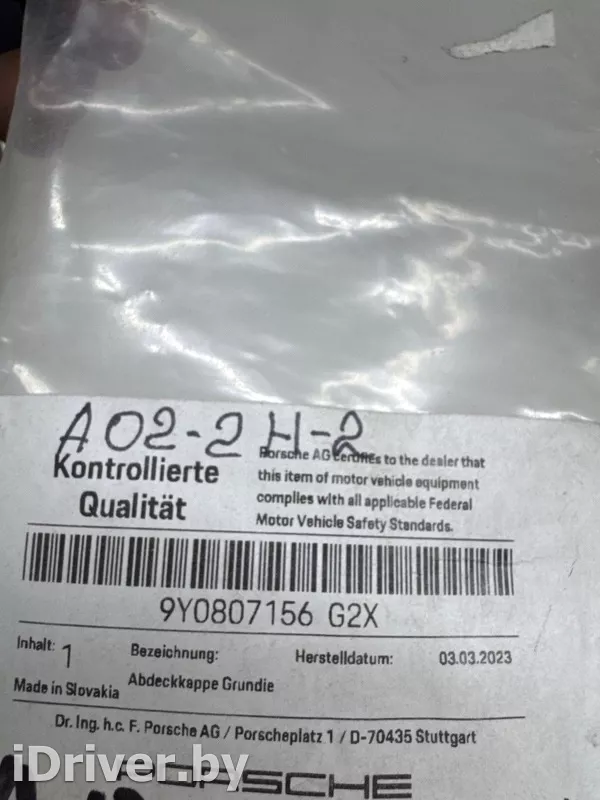 A02-2 H-2
Kontrollierte
Qualität
Porsche AG certifies to the dealer that
this item of motor vehicle equipment
complies with all applicable Federal
Motor Vehicle Safety Standards.
9Y0807156 G2X
Inhalt: 1
Bezeichnung:
Herstelldatum:
03.03.2023
Made in Slovakia
Abdeckkappe Grundie
Dr. Ing. h.c. F. Porsche AG / Porscheplatz 1 / D-70435 Stuttgart
PORSCHE
iDriver.by